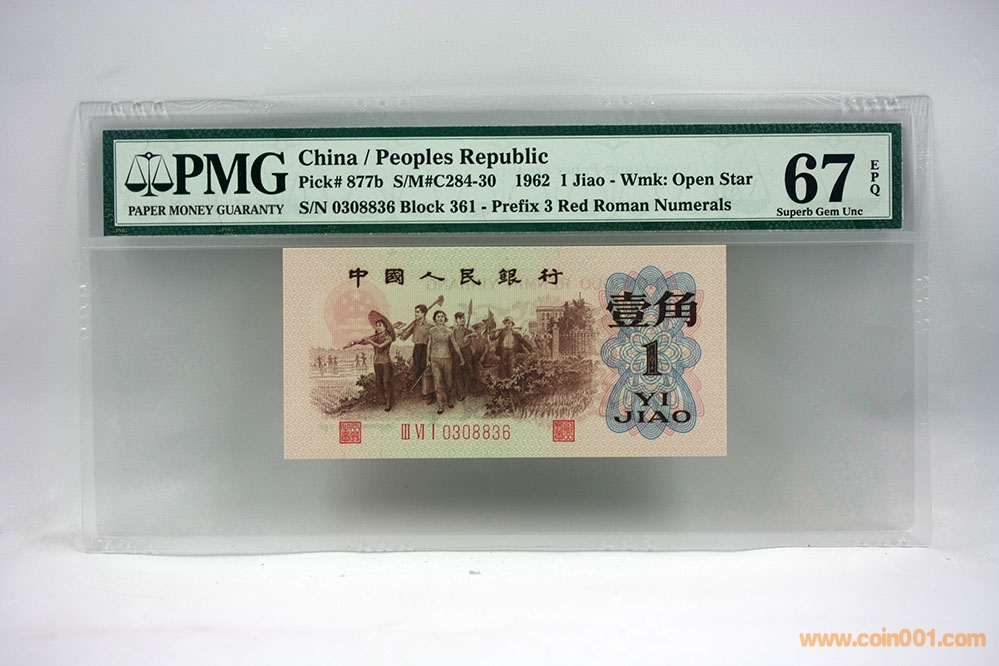 China / Peoples Republic
PMG
PAPER MONEY GUARANTY
Pick# 877b S/M#C284-30 1962 1 Jiao - Wmk: Open Star
S/N 0308836 Block 361 - Prefix 3 Red Roman Numerals
67
EPQ
Superb Gem Unc
中國人民銀行
壹角
1
YI
JIAO
III VI I 0308836
www.coin001.com